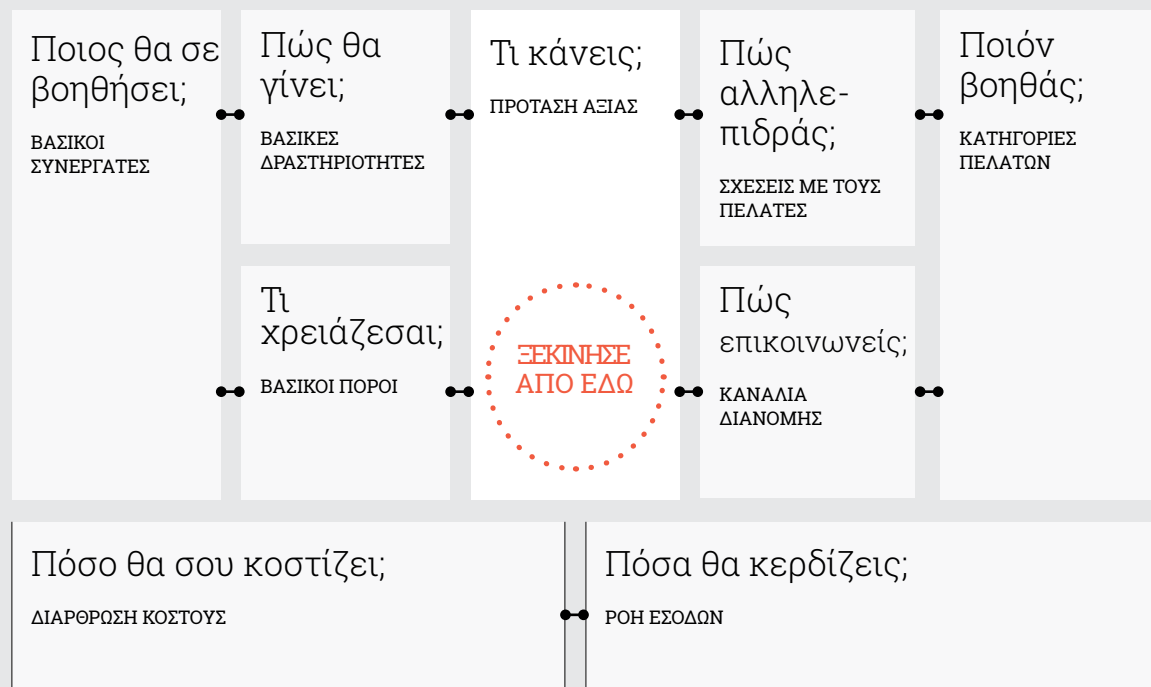 Ποιος θα σε
βοηθήσει;
ΒΑΣΙΚΟΙ
ΣΥΝΕΡΓΑΤΕΣ
Πώς θα
γίνει;
ΒΑΣΙΚΕΣ
ΔΡΑΣΤΗΡΙΟΤΗΤΕΣ
Τι
χρειάζεσαι;
ΒΑΣΙΚΟΙ ΠΟΡΟΙ
Τι κάνεις;
ΠΡΟΤΑΣΗ ΑΞΙΑΣ
ΞΕΚΙΝΗΣΕ
ΑΠΟ ΕΔΩ
Πώς
αλληλε-
πιδράς;
ΣΧΕΣΕΙΣ ΜΕ ΤΟΥΣ
ΠΕΛΑΤΕΣ
Πώς
επικοινωνείς;
ΚΑΝΑΛΙΑ
ΔΙΑΝΟΜΗΣ
Ποιόν
βοηθάς;
ΚΑΤΗΓΟΡΙΕΣ
ΠΕΛΑΤΩΝ
Πόσο θα σου κοστίζει;
ΔΙΑΡΘΡΩΣΗ ΚΟΣΤΟΥΣ
Πόσα θα κερδίζεις;
ΡΟΗ ΕΣΟΔΩΝ